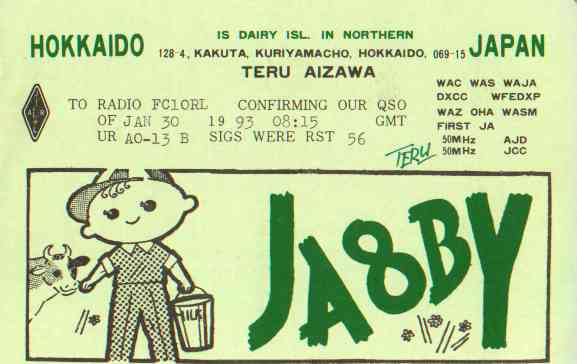 HOKKAIDO
IS DAIRY ISL. IN NORTHERN
128-4, KAKUTA, KURIYAMACHO, HOKKAIDO, 069-15
JAPAN
TERU AIZAWA
WAC WAS WAJA
DXCC WFEDXP
WAZ OHA WASM
FIRST JA
50MHz AJD
50MHz JCC
TO RADIO FC10RL CONFIRMING OUR QSO
OF JAN 30 19 93 08:15 GMT
UR AO-13 B SIGS WERE RST 56
TERU
JA8BY